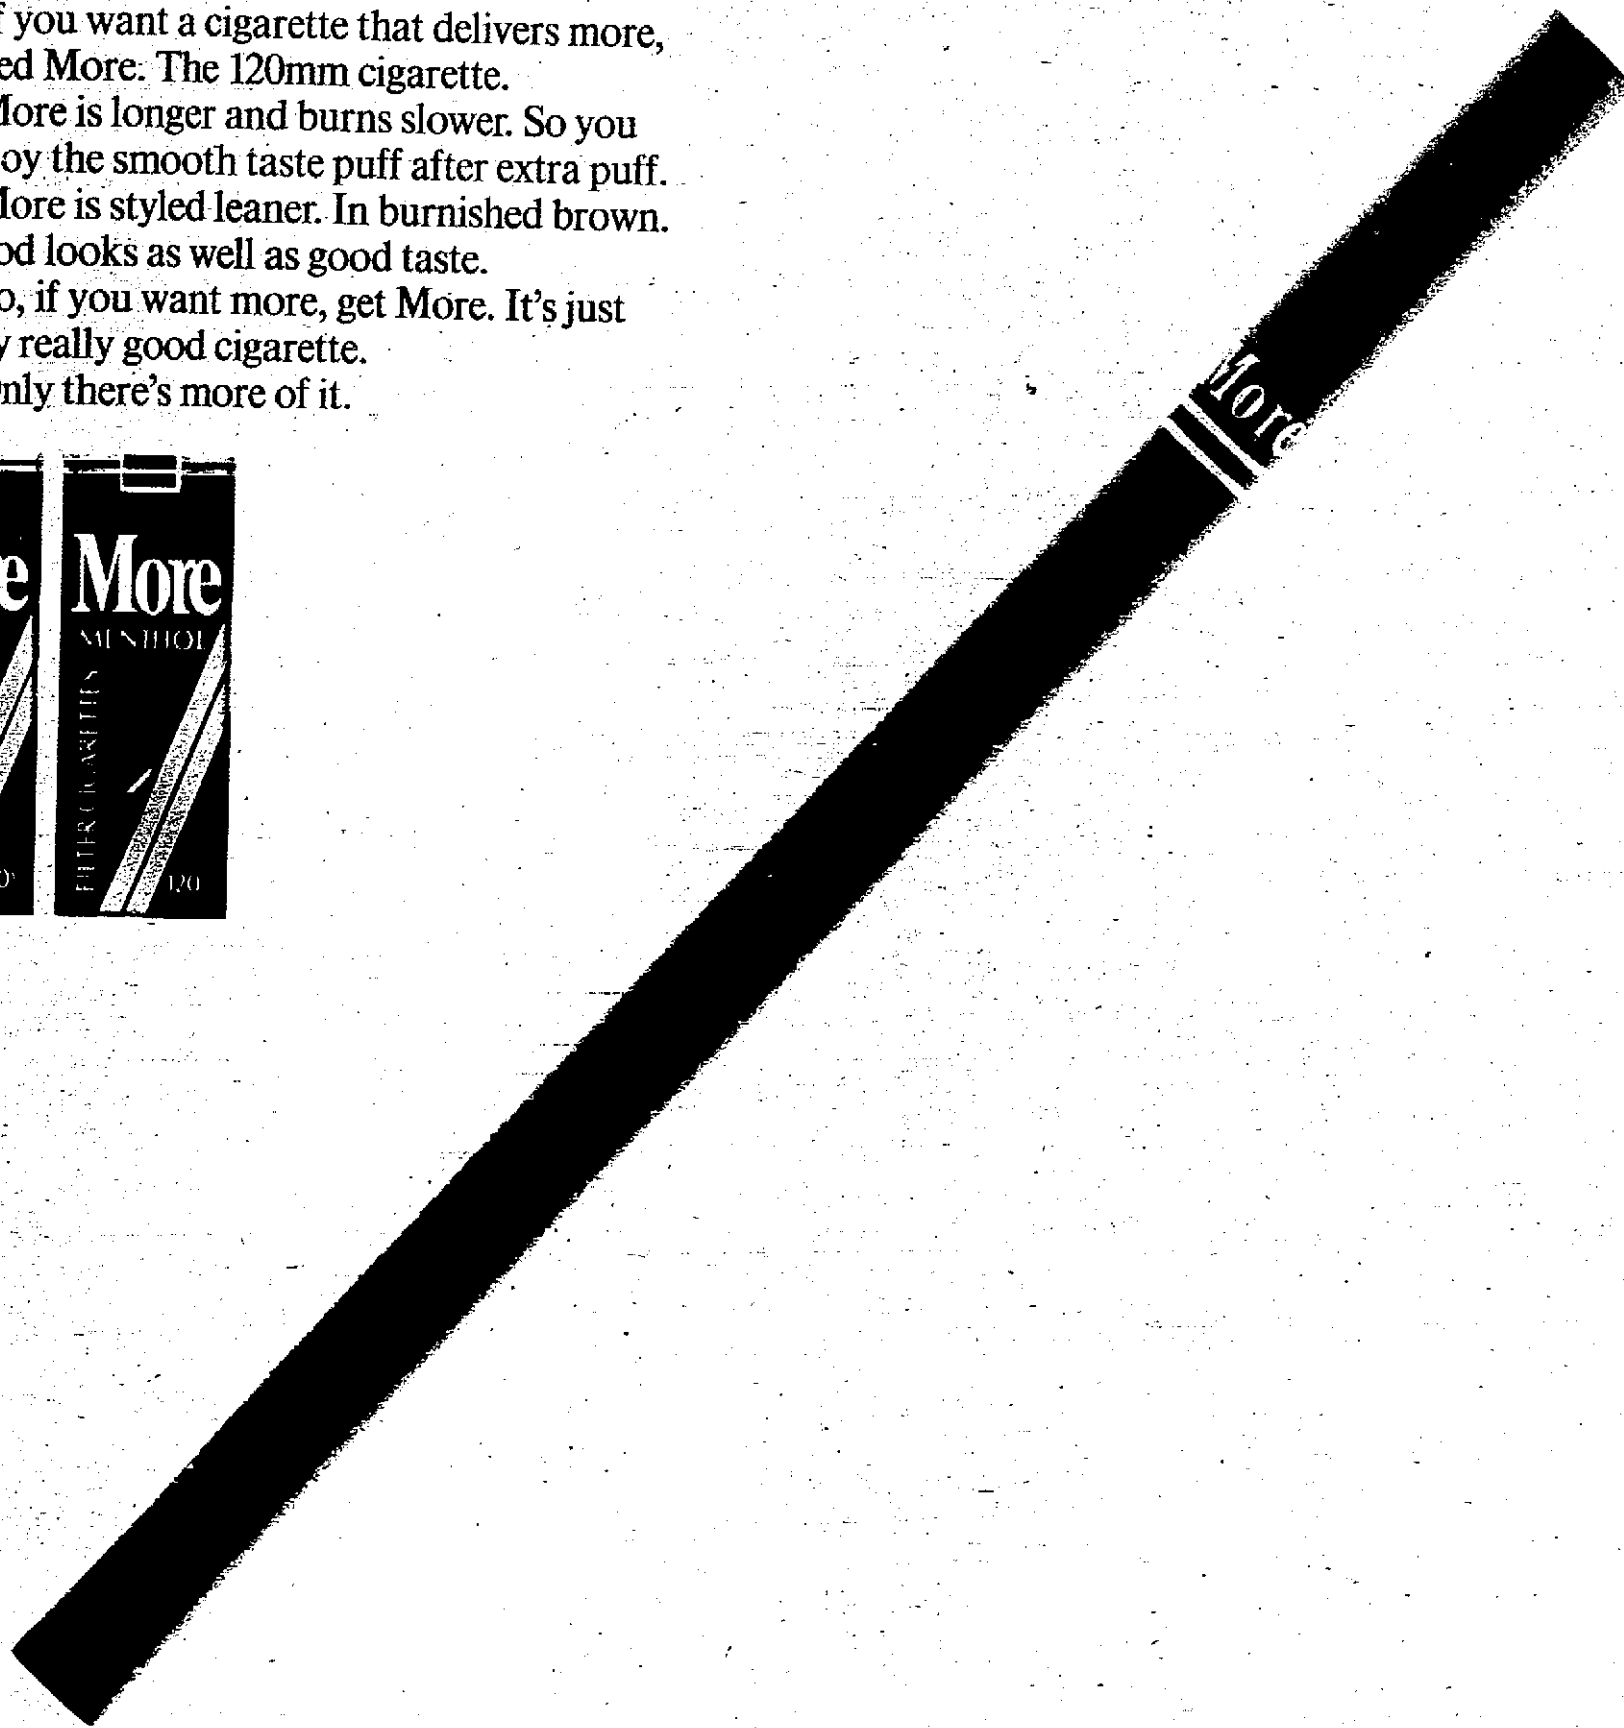 f you want a cigarette that delivers more,
ed More. The 120mm cigarette.
More is longer and burns slower. So you
oy the smooth taste puff after extra puff.
More is styled leaner. In burnished brown.
od looks as well as good taste.
o, if you want more, get More. It's just
y really good cigarette.
nly there's more of it.
More
e
More
MENTHOL
FILTER CIGARETTES
120